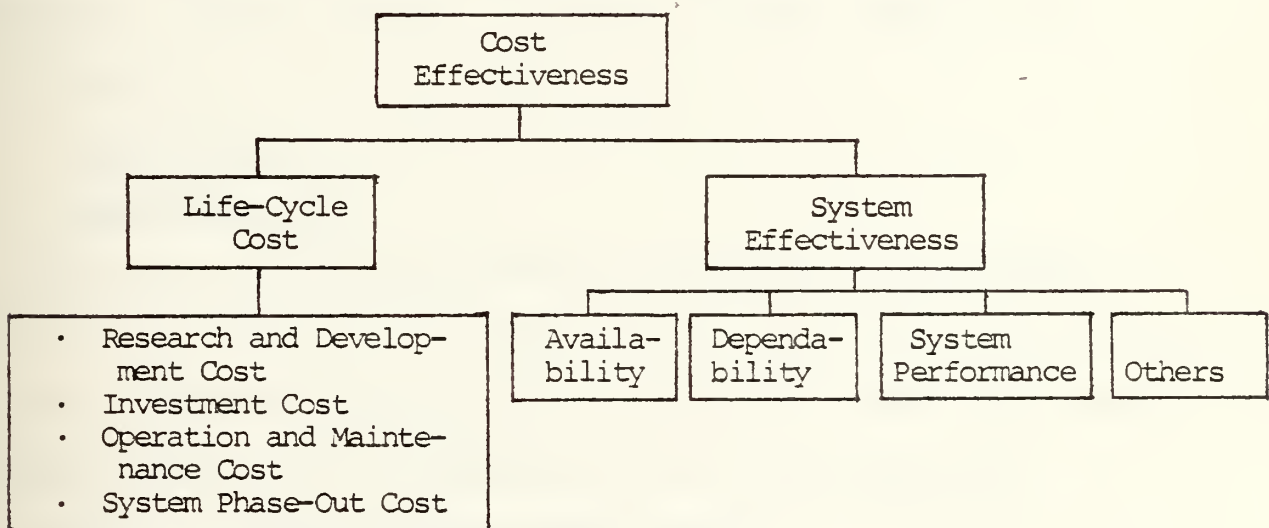 Cost
Effectiveness
Life-Cycle
Cost
System
Effectiveness
· Research and Develop-
ment Cost
· Investment Cost
· Operation and Mainte-
nance Cost
· System Phase-Out Cost
Availa-
bility
Dependa-
bility
System
Performance
Others